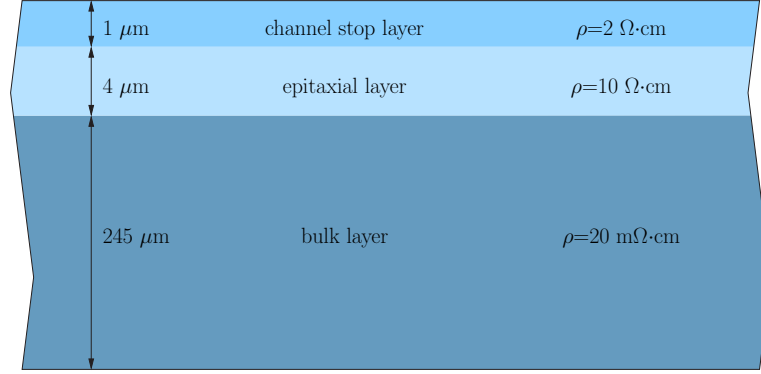 1 μm channel stop layer ρ=2 Ω·cm
4 μm epitaxial layer ρ=10 Ω·cm
245 μm bulk layer ρ=20 mΩ·cm